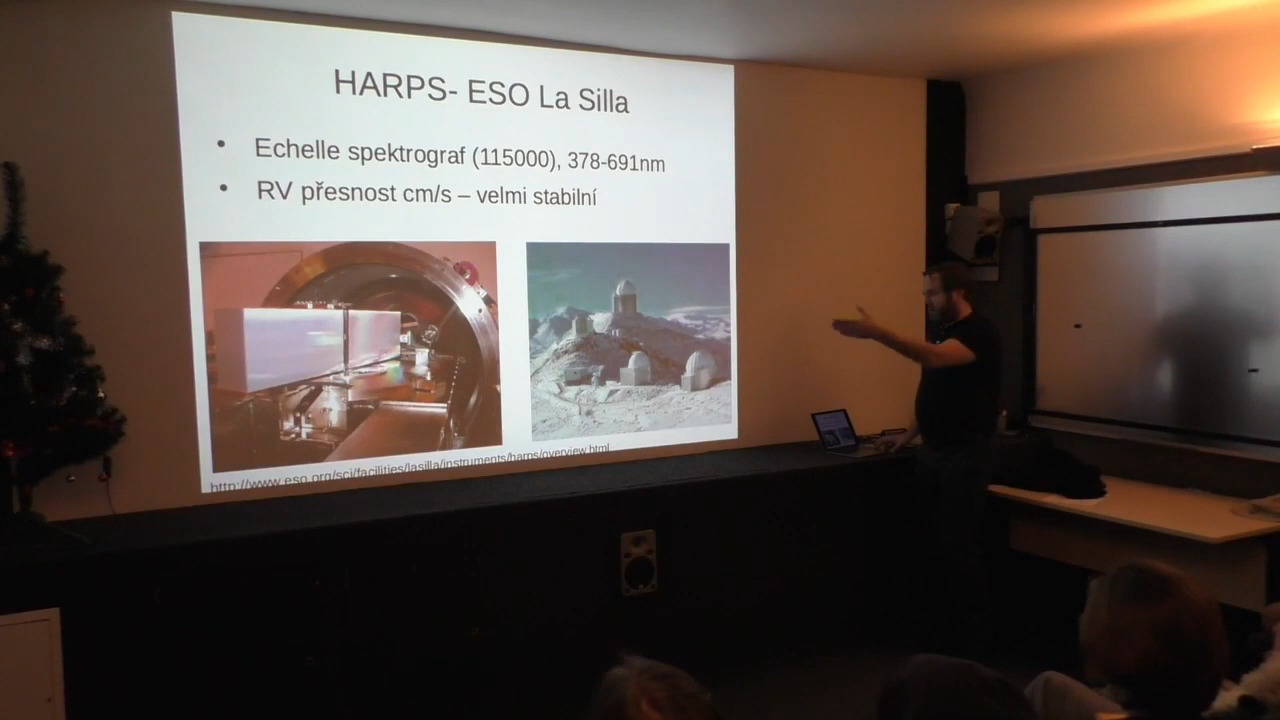 HARPS- ESO La Silla
• Echelle spektrograf (115000), 378-691nm
• RV přesnost cm/s – velmi stabilní
http://www.eso.org/sci/facilities/lasilla/instruments/harps/overview.html